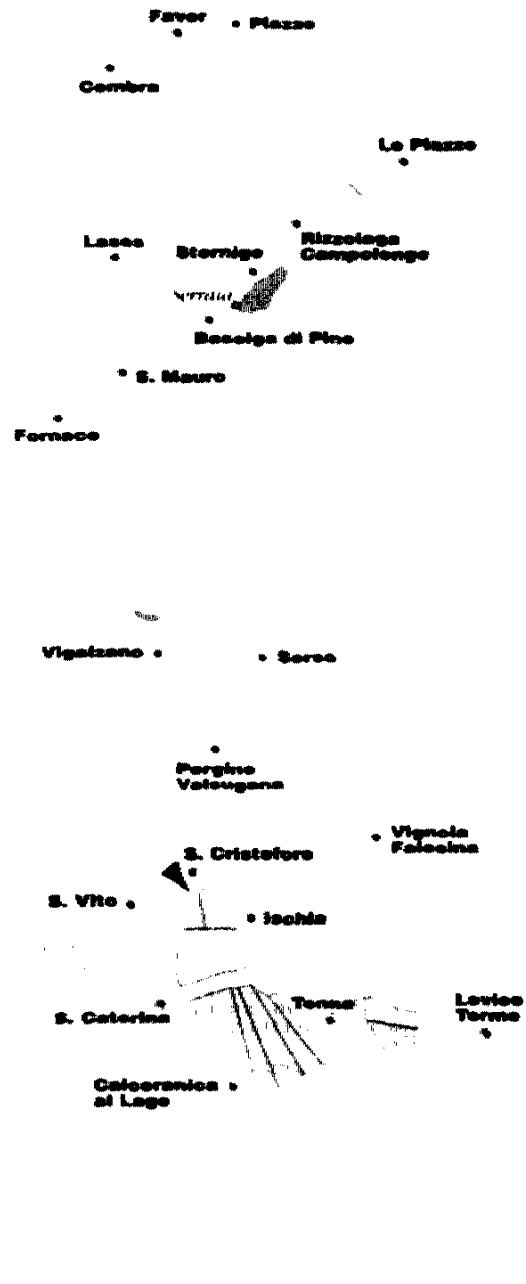 Faver
Piazze
Cembra
Le Piazze
Lases
Sternigo
Rizzolaga
Campolongo
Baselga di Pinè
S. Mauro
Fornace
Vigalzano
Serso
Pergine
Valsugana
Vignola
Falesina
S. Cristoforo
S. Vito
Ischia
Tenna
Levico
Terme
S. Caterina
Calceranica
al Lago